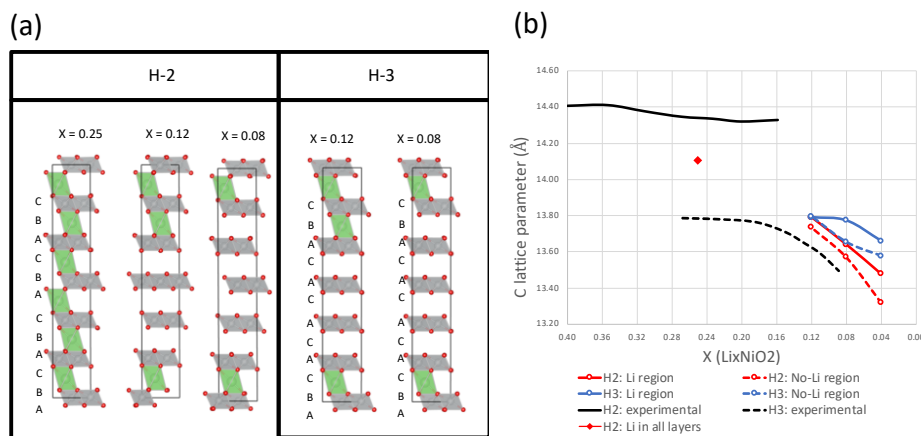 (a)
H-2
H-3
X = 0.25
X = 0.12
X = 0.08
X = 0.12
X = 0.08
C
B
A
C
B
A
C
B
A
C
B
A
C
B
A
C
A
C
A
C
B
A
C
B
A
C
A
C
A
C
B
A
(b)
C lattice parameter (Å)
14.60
14.40
14.20
14.00
13.80
13.60
13.40
13.20
0.40 0.36 0.32 0.28 0.24 0.20 0.16 0.12 0.08 0.04 0.00
X (LixNiO2)
H2: Li region
H2: No-Li region
H3: Li region
H3: No-Li region
H2: experimental
H3: experimental
H2: Li in all layers